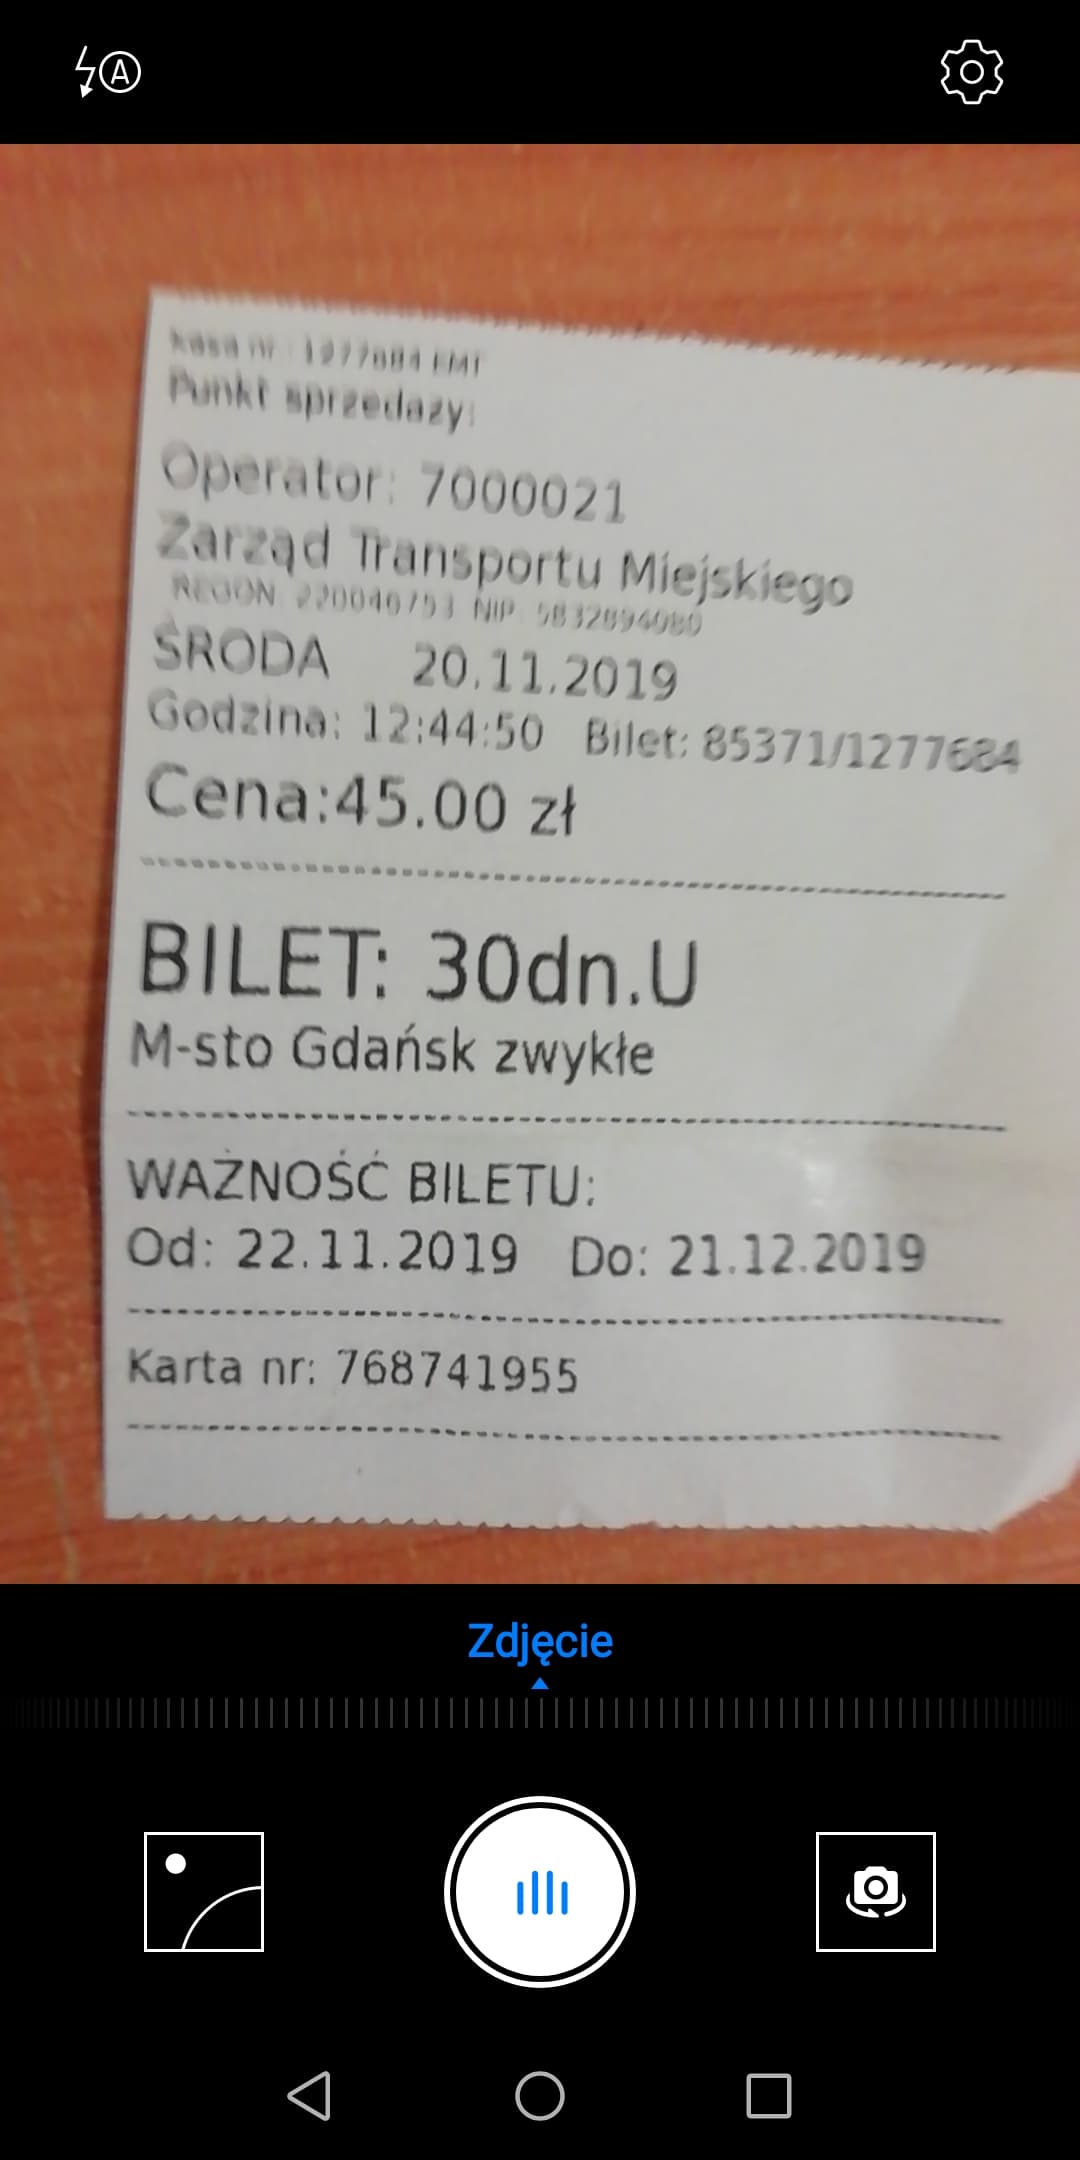 A
Kasa nr: 1277684 EMT
Punkt sprzedaży:
Operator: 7000021
Zarząd Transportu Miejskiego
REGON: 220040793 NIP: 5832894080
ŚRODA 20.11.2019
Godzina: 12:44:50 Bilet: 85371/1277684
Cena:45.00 zł
BILET: 30dn.U
M-sto Gdańsk zwykłe
WAŻNOŚĆ BILETU:
Od: 22.11.2019 Do: 21.12.2019
Karta nr: 768741955
Zdjęcie